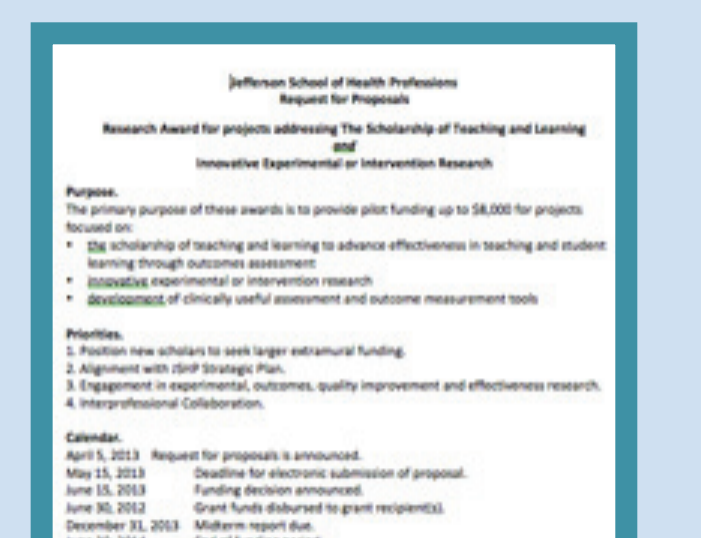 Jefferson School of Health Professions
Request for Proposals
Research Award for projects addressing The Scholarship of Teaching and Learning
and
Innovative Experimental or Intervention Research
Purpose.
The primary purpose of these awards is to provide pilot funding up to $8,000 for projects
focused on:
• the scholarship of teaching and learning to advance effectiveness in teaching and student
learning through outcomes assessment
• innovative experimental or intervention research
• development of clinically useful assessment and outcome measurement tools
Priorities.
1. Position new scholars to seek larger extramural funding.
2. Alignment with JSHP Strategic Plan.
3. Engagement in experimental, outcomes, quality improvement and effectiveness research.
4. Interprofessional Collaboration.
Calendar.
April 5, 2013 Request for proposals is announced.
May 15, 2013 Deadline for electronic submission of proposal.
June 15, 2013 Funding decision announced.
June 30, 2012 Grant funds disbursed to grant recipient(s).
December 31, 2013 Midterm report due.